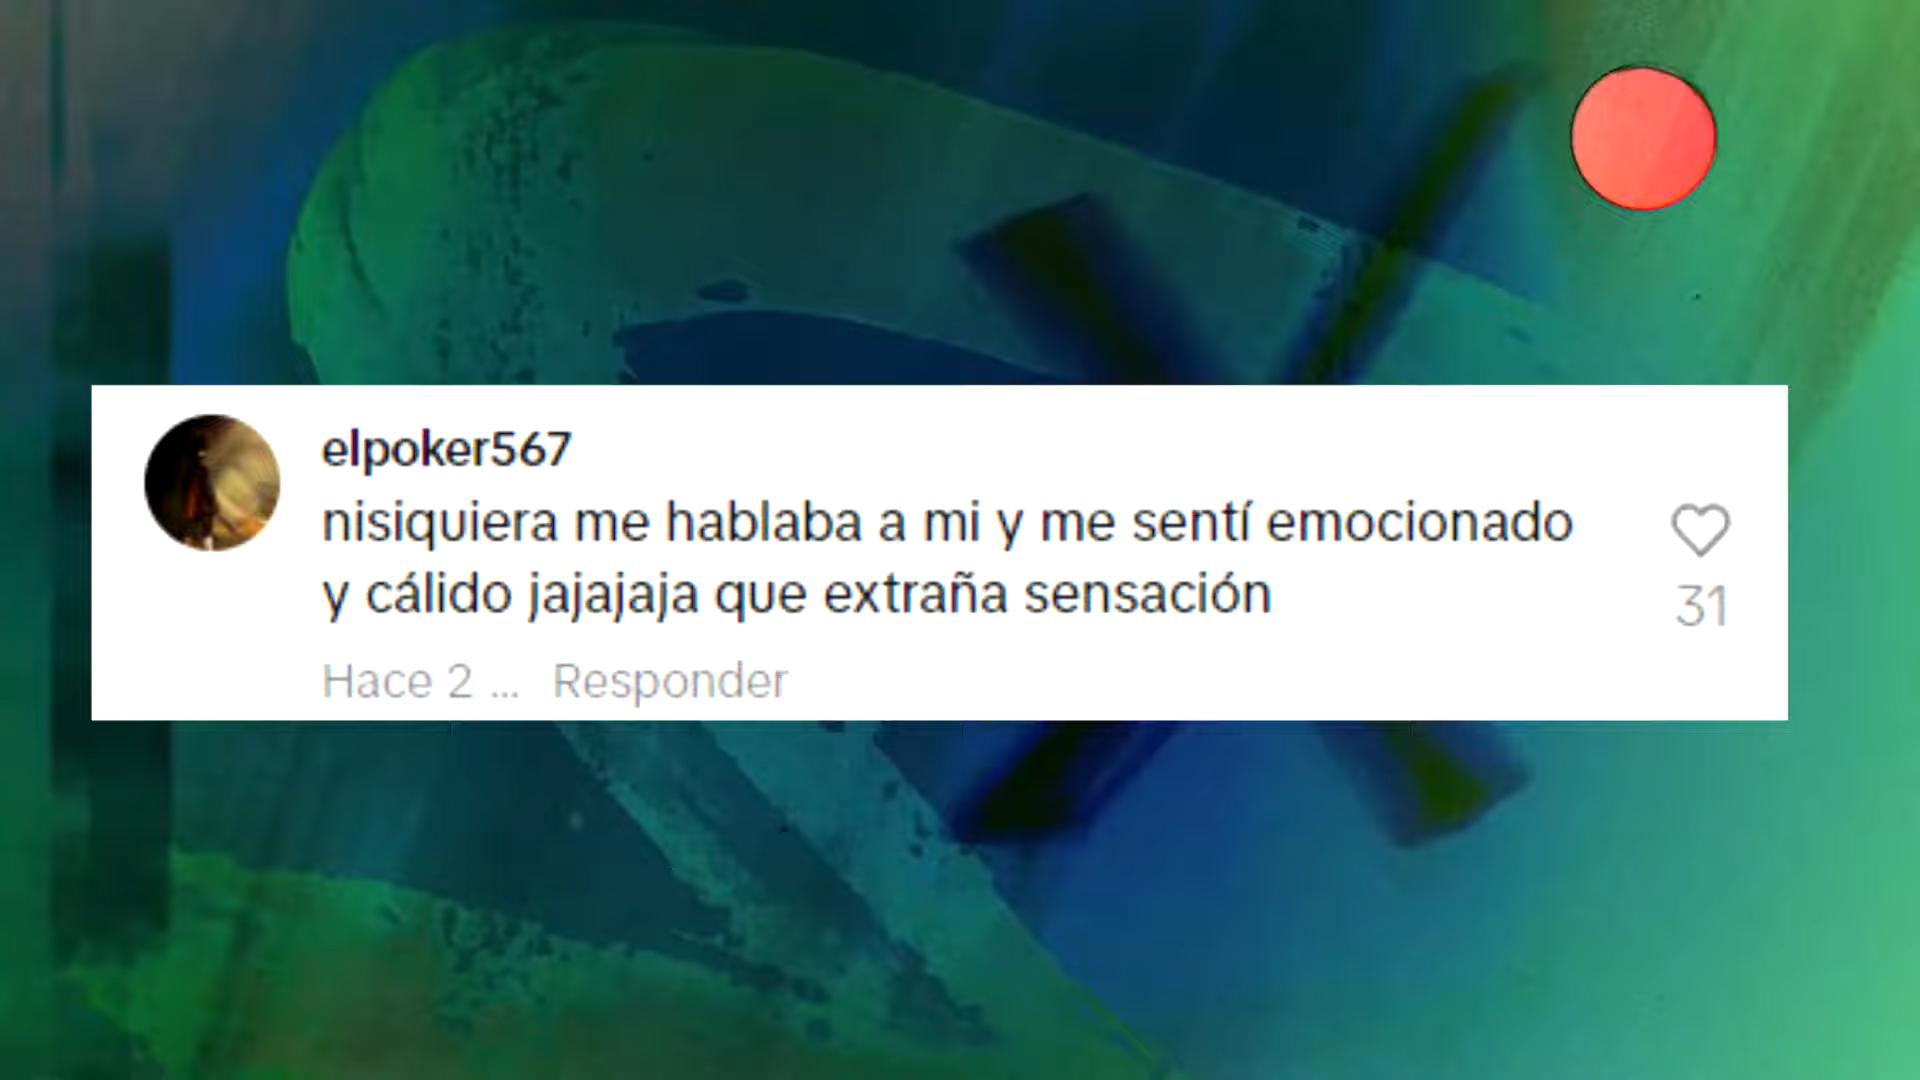 elpoker567
nisiquiera me hablaba a mi y me sentí emocionado
y cálido jajajaja que extraña sensación
31
Hace 2 ... Responder